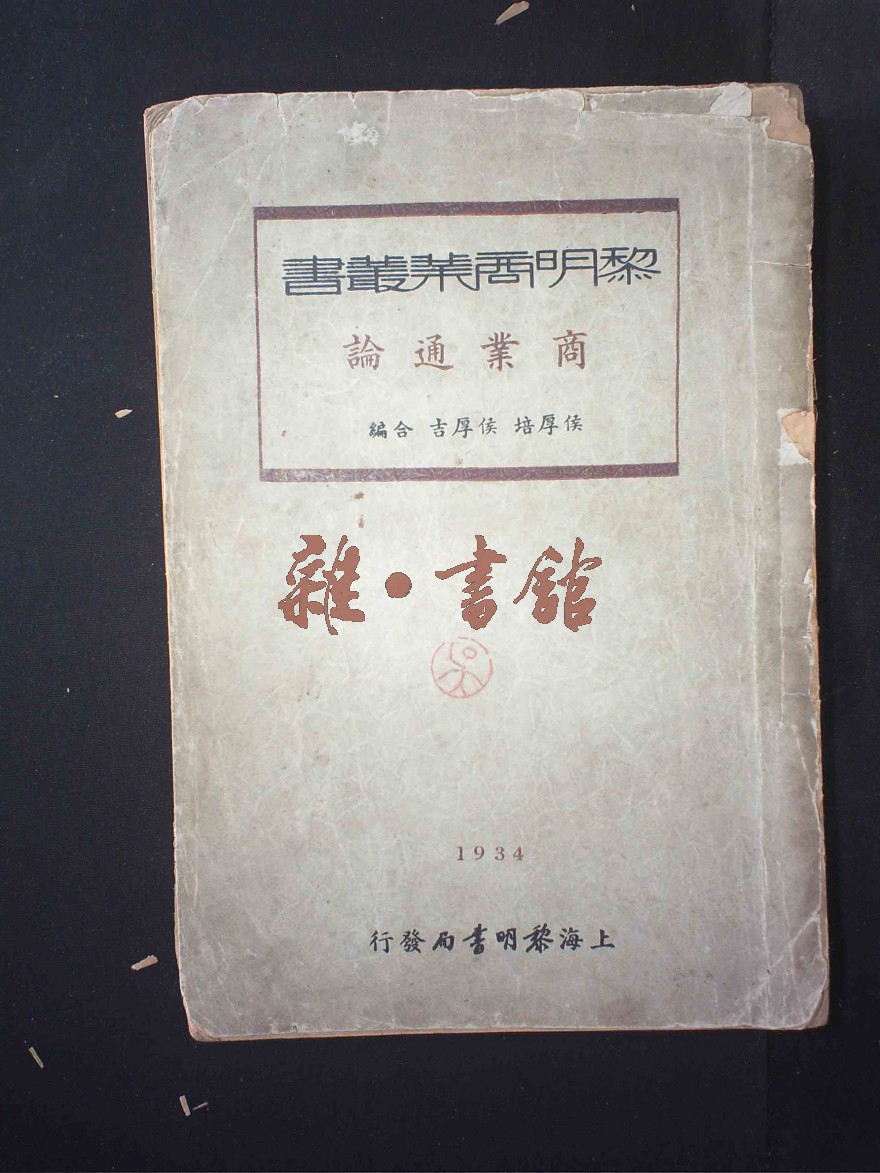 黎明商業叢書
商業通論
侯厚培 侯厚吉 合編
雜·書館
1934
上海黎明書局發行